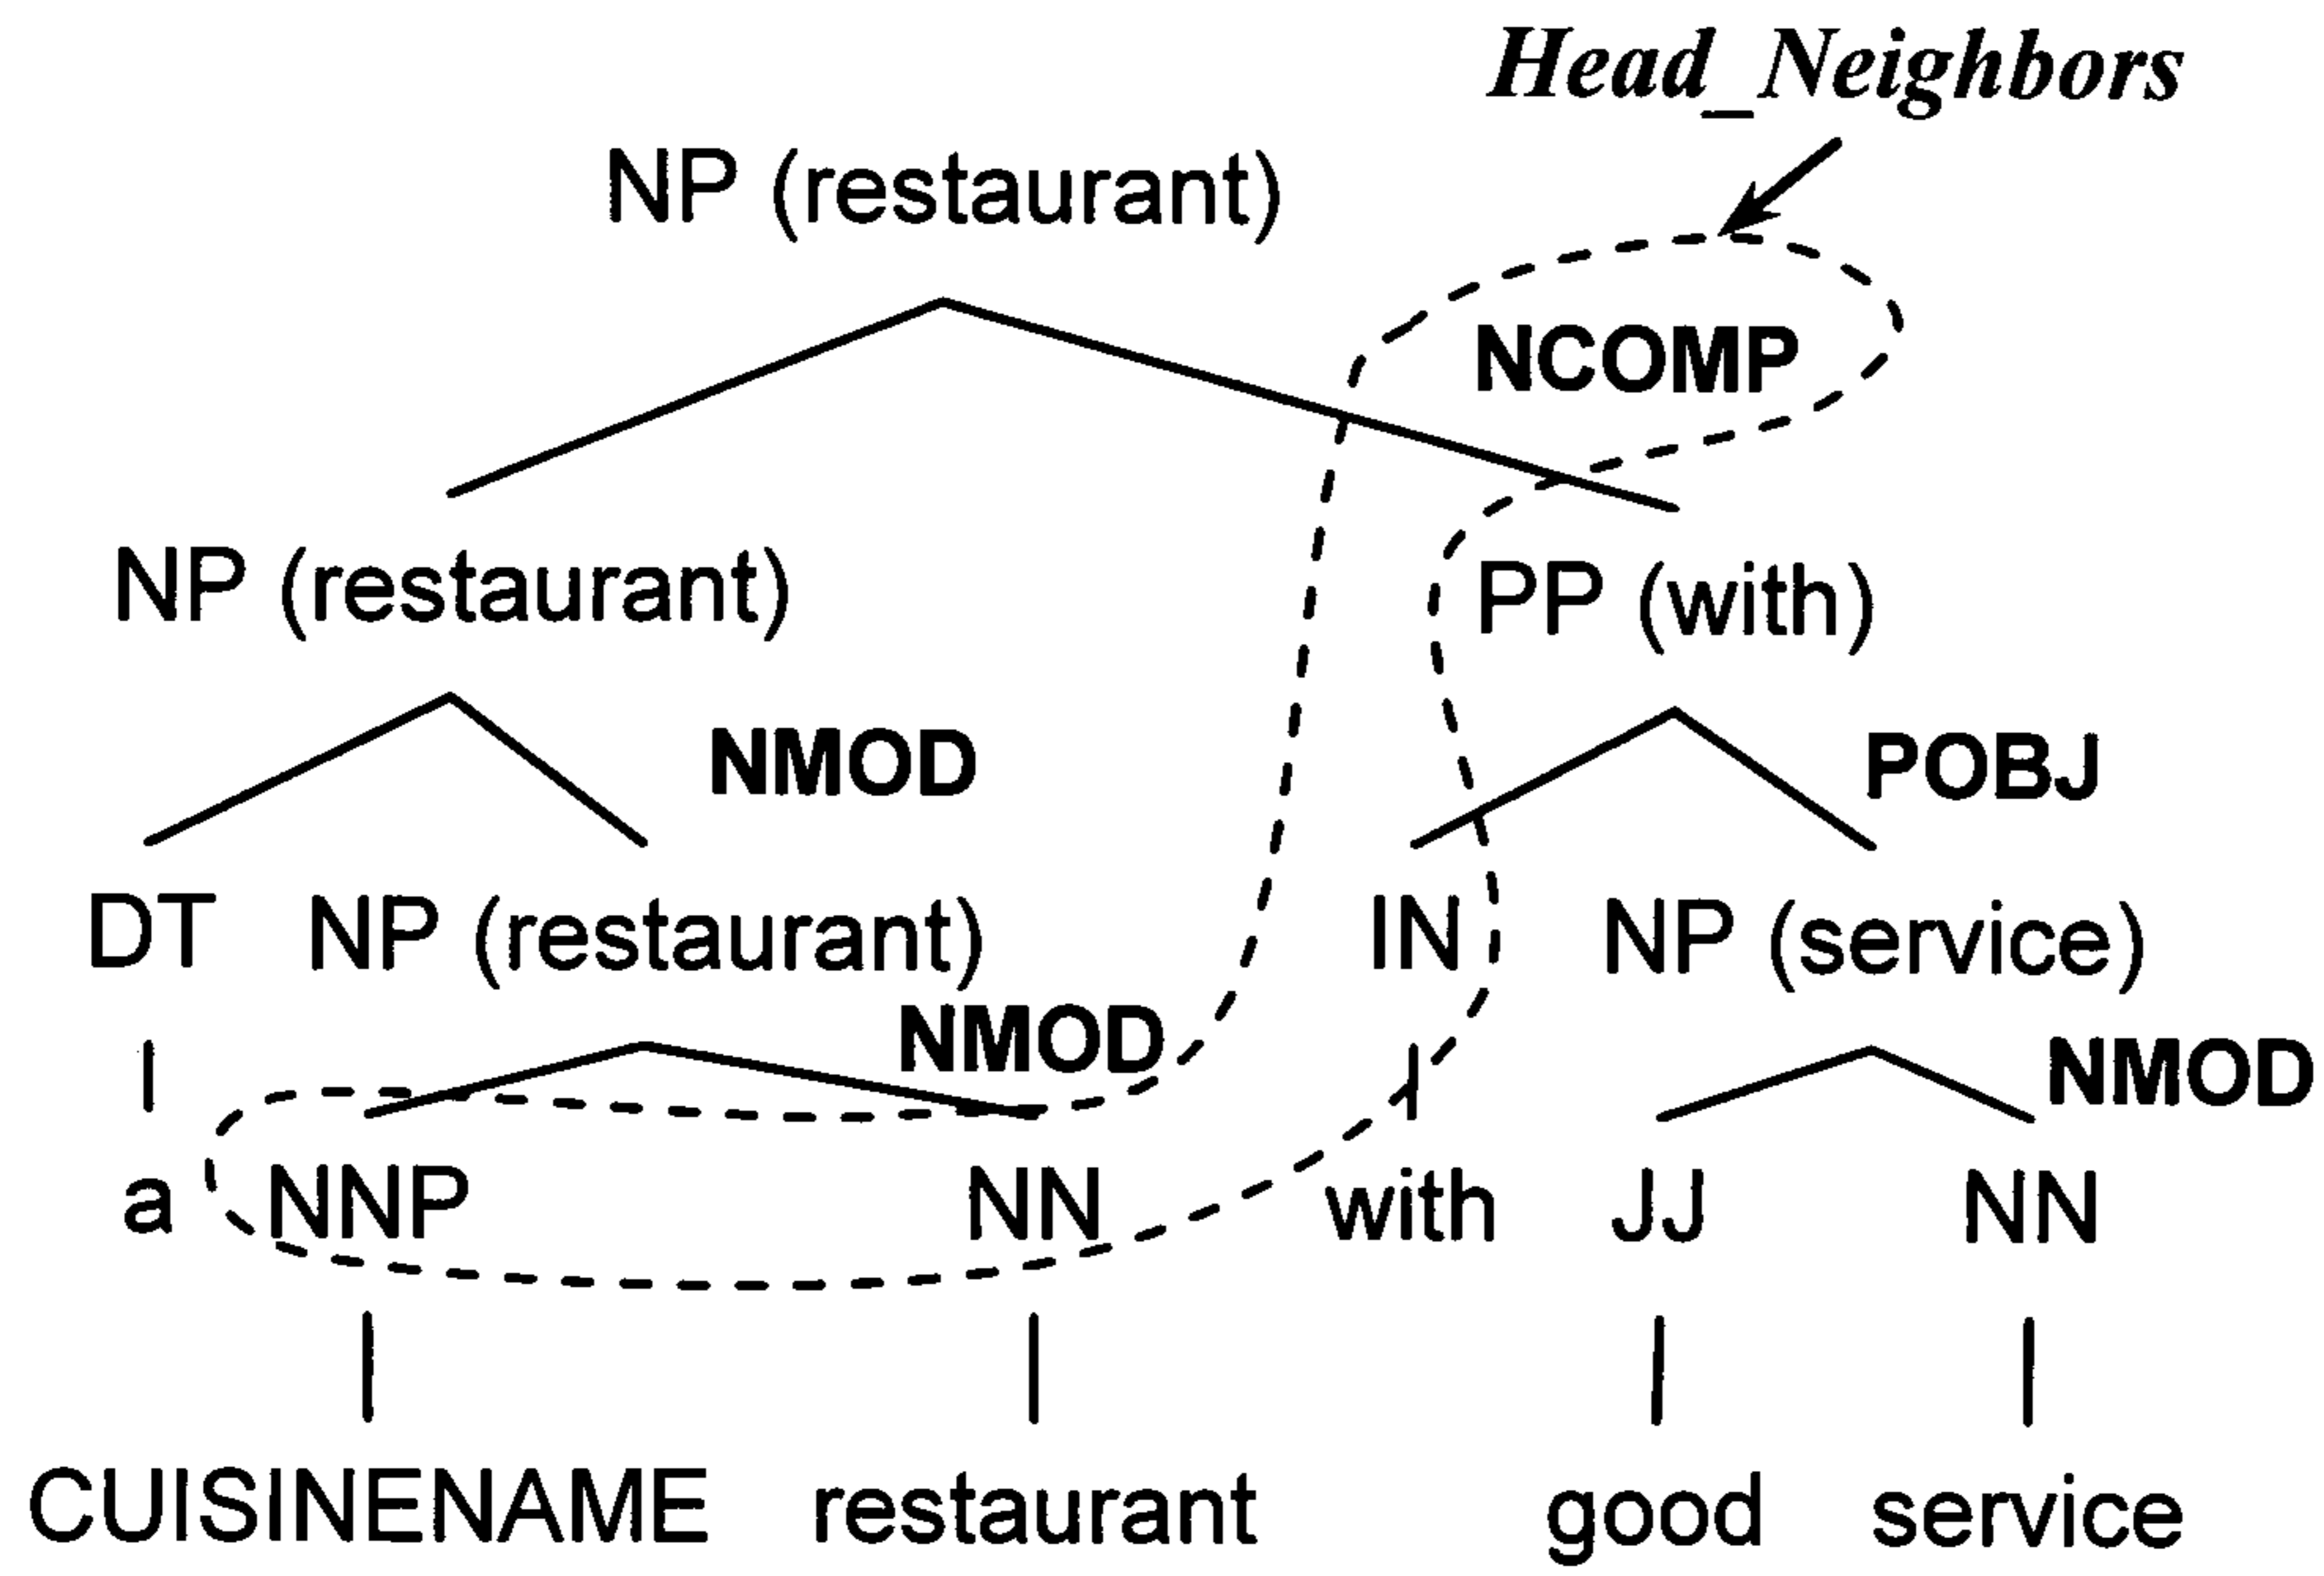 Head_Neighbors
NP (restaurant)
NCOMP
NP (restaurant) PP (with)
NMOD POBJ
DT NP (restaurant) IN NP (service)
NMOD NMOD
a NNP NN with JJ NN
CUISINENAME restaurant good service